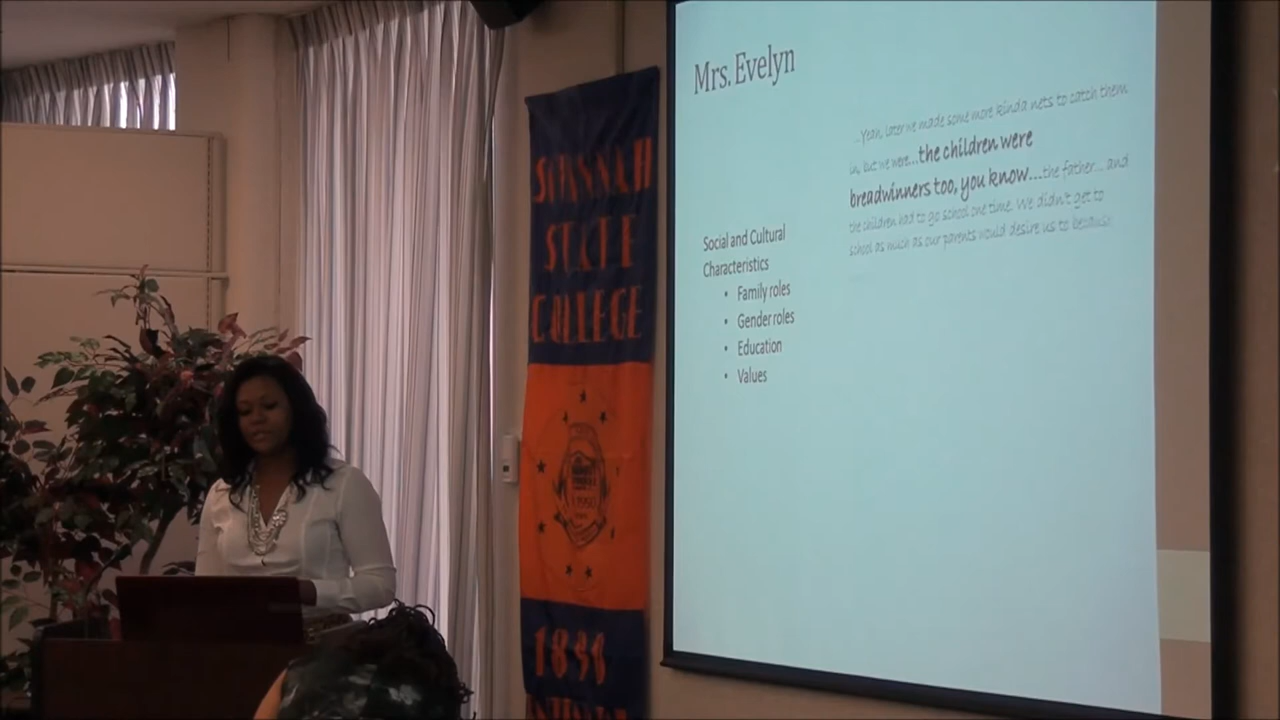 SAVANNAH
STATE
COLLEGE
1890
Mrs. Evelyn
Social and Cultural
Characteristics
• Family roles
• Gender roles
• Education
• Values
...Yeah, later we made some more kinda nets to catch them
in, but we were...the children were
breadwinners too, you know...the father...and
the children had to go school one time. We didn't get to
school as much as our parents would desire us to because